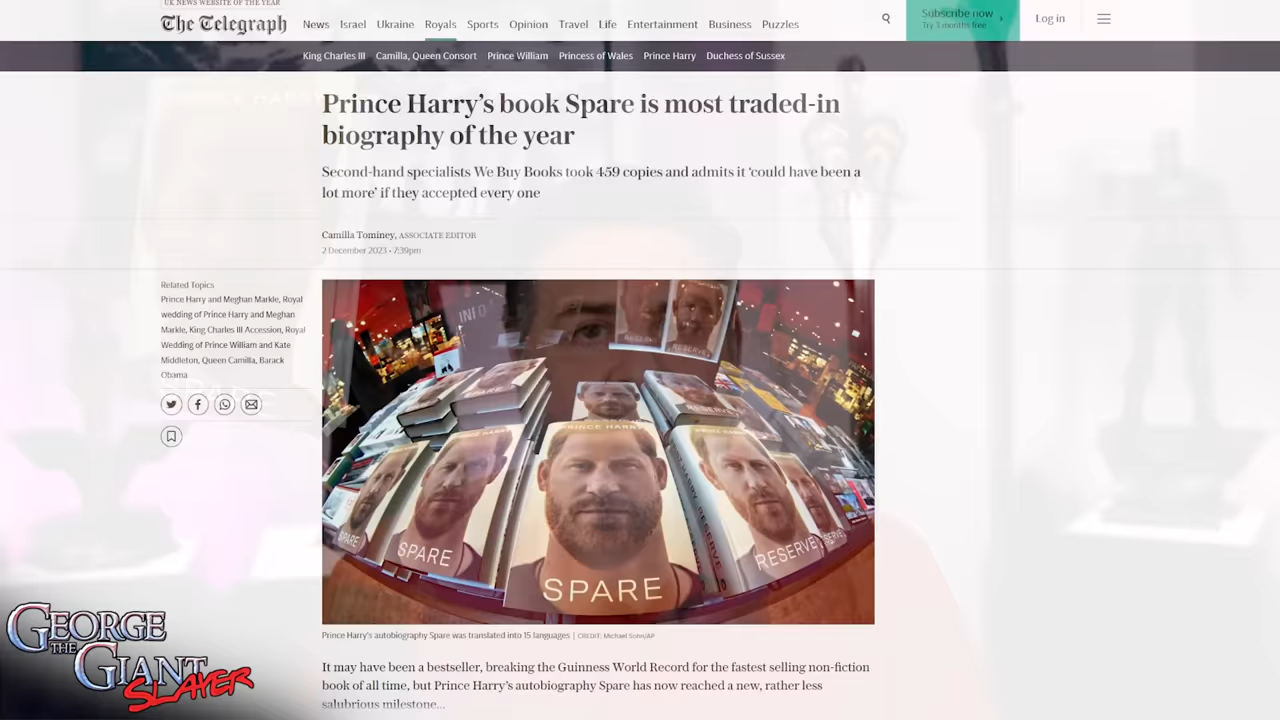 UK NEWS WEBSITE OF THE YEAR
The Telegraph
News Israel Ukraine Royals Sports Opinion Travel Life Entertainment Business Puzzles
Subscribe now
Try 3 months free
Log in
King Charles III Camilla, Queen Consort Prince William Princess of Wales Prince Harry Duchess of Sussex
Prince Harry's book Spare is most traded-in
biography of the year
Second-hand specialists We Buy Books took 459 copies and admits it 'could have been a
lot more' if they accepted every one
Camilla Tominey, ASSOCIATE EDITOR
2 December 2023 • 7:39pm
Related Topics
Prince Harry and Meghan Markle, Royal
wedding of Prince Harry and Meghan
Markle, King Charles III Accession, Royal
Wedding of Prince William and Kate
Middleton, Queen Camilla, Barack
Obama
INFO
RESERVE
RESERVE
RESERVE
PRINCE HARRY
SPARE
SPARE
SPARE
RESERVE
Prince Harry's autobiography Spare was translated into 15 languages | CREDIT: Michael Sohn/AP
It may have been a bestseller, breaking the Guinness World Record for the fastest selling non-fiction
book of all time, but Prince Harry's autobiography Spare has now reached a new, rather less
salubrious milestone...
GEORGE
THE
GIANT
SLAYER